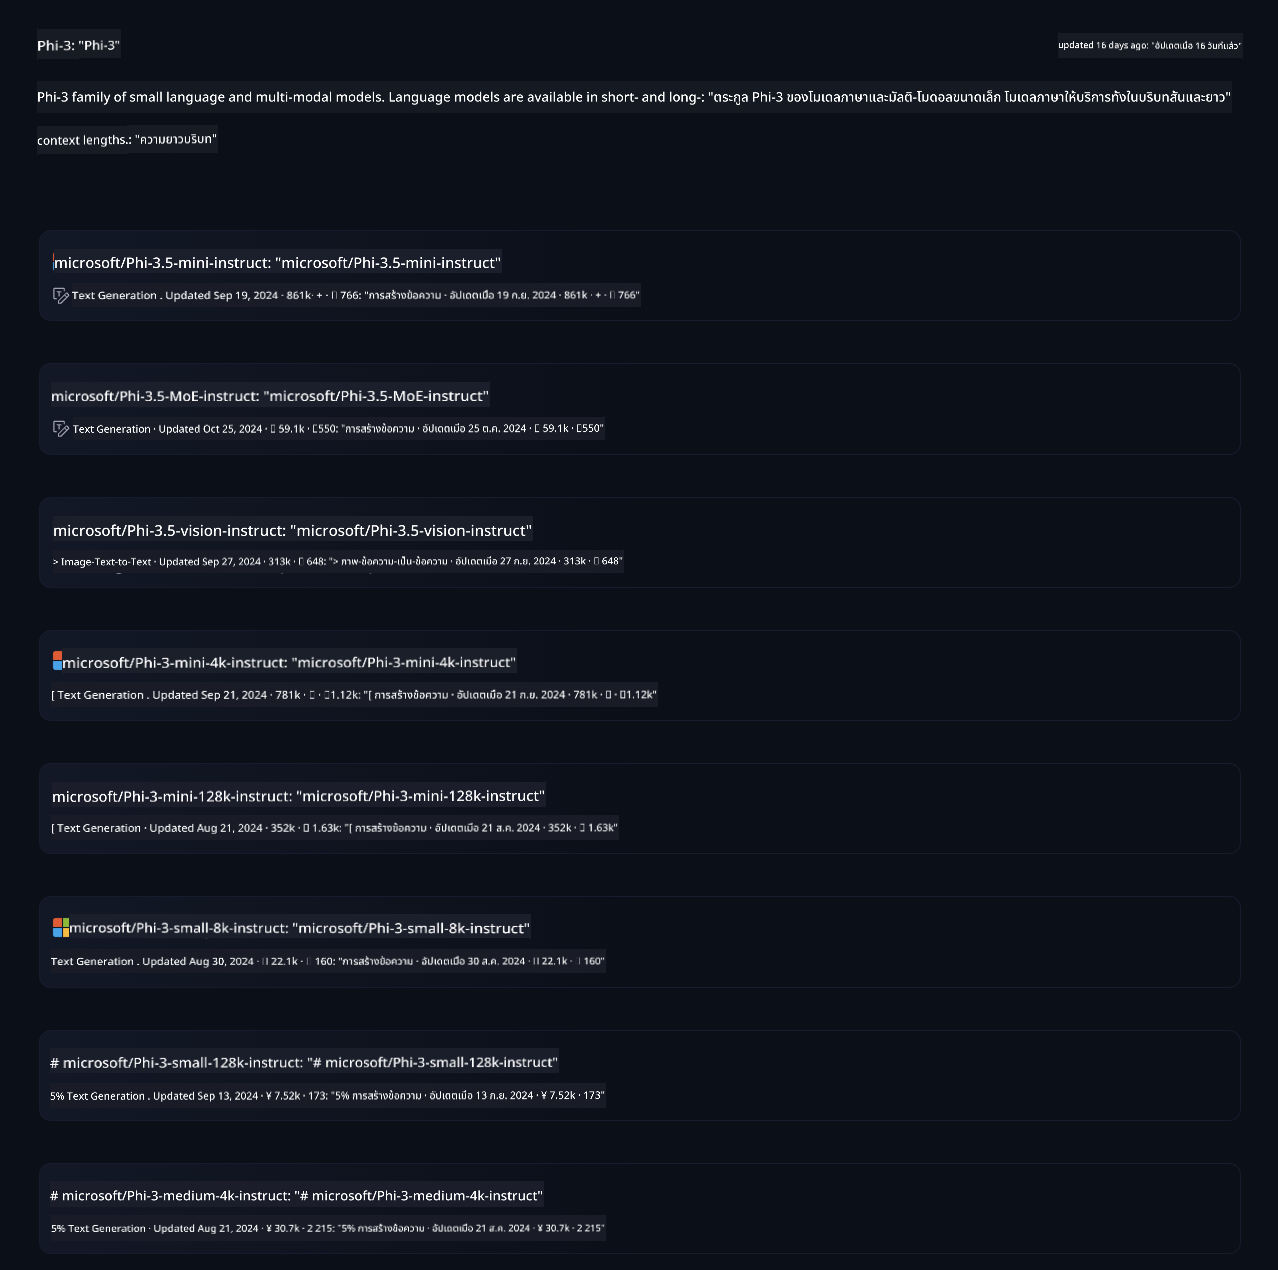 Phi-3: "Phi-3"
updated 16 days ago: "อัปเดตเมื่อ 16 วันที่แล้ว"
Phi-3 family of small language and multi-modal models. Language models are available in short- and long-: "ตระกูล Phi-3 ของโมเดลภาษาและมัลติ-โมดอลขนาดเล็ก โมเดลภาษาให้บริการทั้งในบริบทสั้นและยาว"
context lengths.: "ความยาวบริบท"
microsoft/Phi-3.5-mini-instruct: "microsoft/Phi-3.5-mini-instruct"
Text Generation . Updated Sep 19, 2024 · 861k · + · 766: "การสร้างข้อความ · อัปเดตเมื่อ 19 ก.ย. 2024 · 861k · + · 766"
microsoft/Phi-3.5-MoE-instruct: "microsoft/Phi-3.5-MoE-instruct"
Text Generation · Updated Oct 25, 2024 · 59.1k · 550: "การสร้างข้อความ · อัปเดตเมื่อ 25 ต.ค. 2024 · 59.1k · 550"
microsoft/Phi-3.5-vision-instruct: "microsoft/Phi-3.5-vision-instruct"
> Image-Text-to-Text · Updated Sep 27, 2024 · 313k · 648: "> ภาพ-ข้อความ-เป็น-ข้อความ · อัปเดตเมื่อ 27 ก.ย. 2024 · 313k · 648"
microsoft/Phi-3-mini-4k-instruct: "microsoft/Phi-3-mini-4k-instruct"
[ Text Generation . Updated Sep 21, 2024 · 781k · · 1.12k: "[ การสร้างข้อความ · อัปเดตเมื่อ 21 ก.ย. 2024 · 781k · · 1.12k"
microsoft/Phi-3-mini-128k-instruct: "microsoft/Phi-3-mini-128k-instruct"
[ Text Generation · Updated Aug 21, 2024 · 352k · 1.63k: "[ การสร้างข้อความ · อัปเดตเมื่อ 21 ส.ค. 2024 · 352k · 1.63k"
microsoft/Phi-3-small-8k-instruct: "microsoft/Phi-3-small-8k-instruct"
Text Generation . Updated Aug 30, 2024 · 22.1k · 160: "การสร้างข้อความ · อัปเดตเมื่อ 30 ส.ค. 2024 · 22.1k · 160"
# microsoft/Phi-3-small-128k-instruct: "# microsoft/Phi-3-small-128k-instruct"
5% Text Generation . Updated Sep 13, 2024 · ¥ 7.52k · 173: "5% การสร้างข้อความ · อัปเดตเมื่อ 13 ก.ย. 2024 · ¥ 7.52k · 173"
# microsoft/Phi-3-medium-4k-instruct: "# microsoft/Phi-3-medium-4k-instruct"
5% Text Generation · Updated Aug 21, 2024 · ¥ 30.7k - 2 215: "5% การสร้างข้อความ · อัปเดตเมื่อ 21 ส.ค. 2024 · ¥ 30.7k - 2 215"